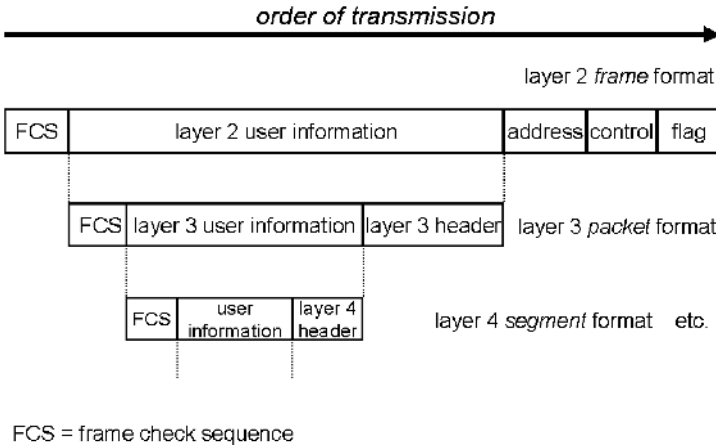 order of transmission
layer 2 frame format
FCS layer 2 user information address control flag
FCS layer 3 user information layer 3 header layer 3 packet format
FCS user information layer 4 header layer 4 segment format etc.
FCS = frame check sequence